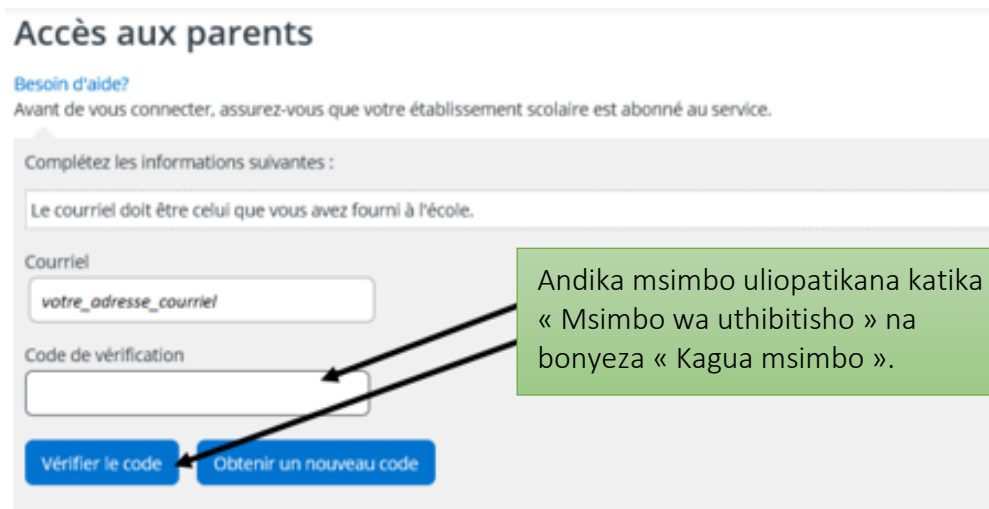 Accès aux parents
Besoin d'aide?
Avant de vous connecter, assurez-vous que votre établissement scolaire est abonné au service.
Complétez les informations suivantes :
Le courriel doit être celui que vous avez fourni à l'école.
Courriel
votre_adresse_courriel
Code de vérification
Vérifier le code
Obtenir un nouveau code
Andika msimbo uliopatikana katika
« Msimbo wa uthibitisho » na
bonyeza « Kagua msimbo ».